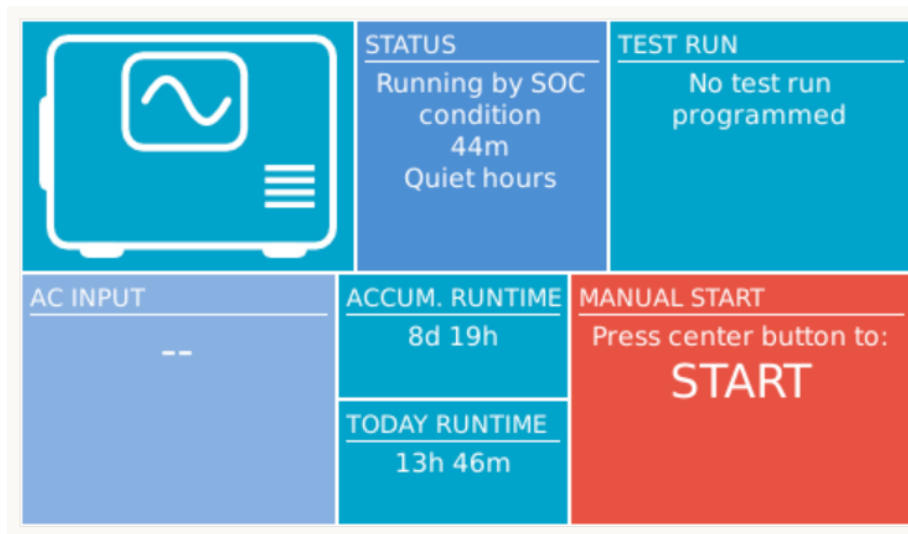 STATUS
Running by SOC
condition
44m
Quiet hours
TEST RUN
No test run
programmed
AC INPUT
--
ACCUM. RUNTIME
8d 19h
TODAY RUNTIME
13h 46m
MANUAL START
Press center button to:
START